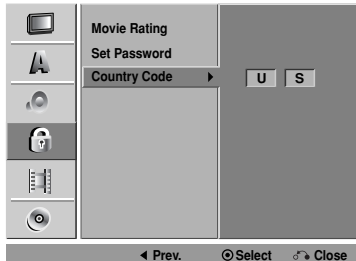 Movie Rating
Set Password
Country Code
U S
Prev. Select Close